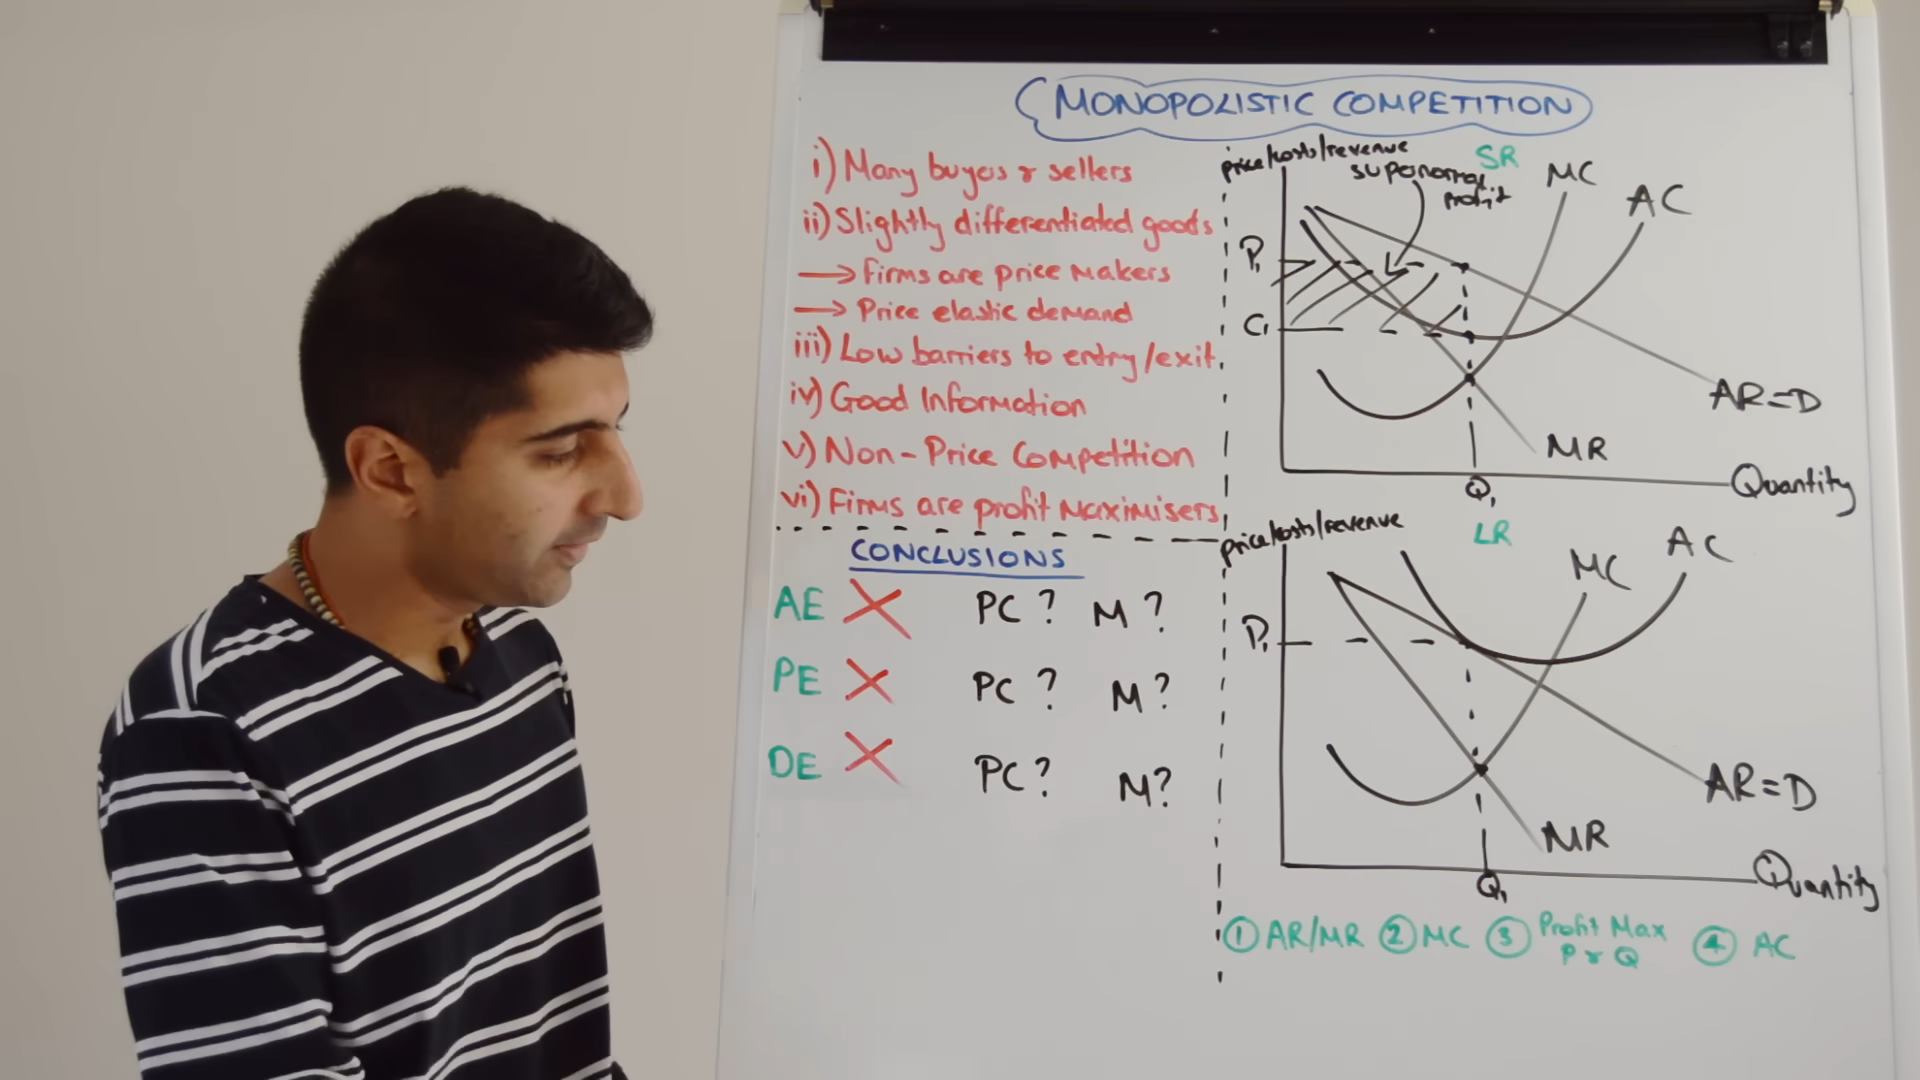 MONOPOLISTIC COMPETITION
i) Many buyers & sellers
ii) Slightly differentiated goods
→ Firms are price makers
→ Price elastic demand
iii) Low barriers to entry/exit
iv) Good Information
v) Non-Price Competition
vi) Firms are profit Maximisers
CONCLUSIONS
AE X PC? M?
PE X PC? M?
DE X PC? M?
price/costs/revenue
SR
supernormal
profit
MC
AC
P₁
C₁
AR=D
MR
Q₁
Quantity
price/costs/revenue
LR
MC
AC
P₁
AR=D
MR
Q₁
Quantity
① AR/MR ② MC ③ Profit Max ④ AC
P & Q